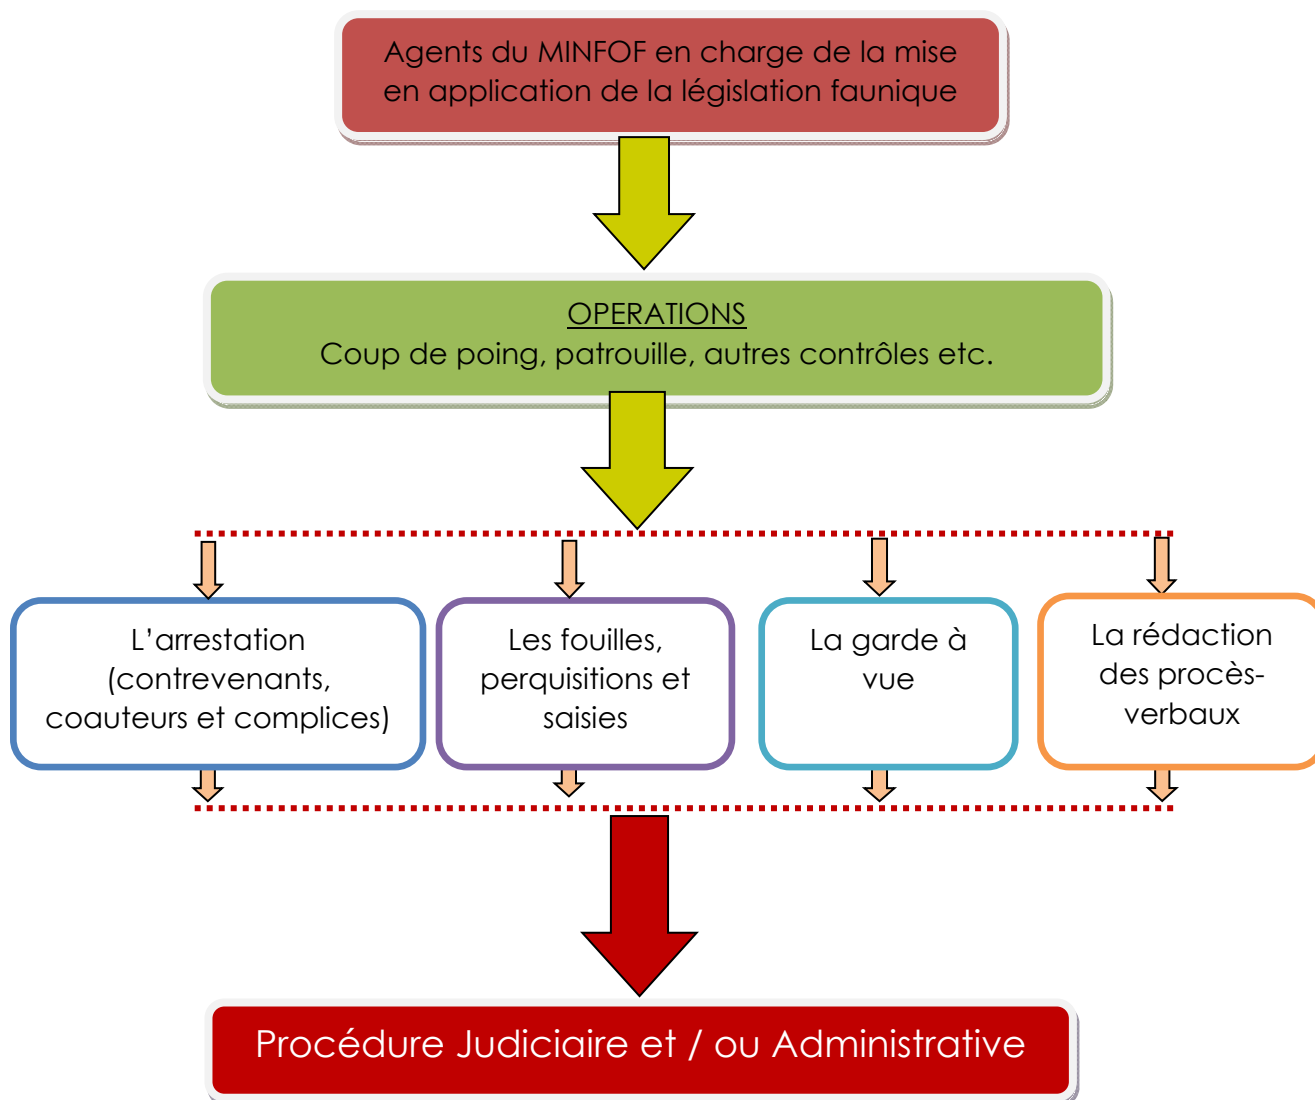 Agents du MINFOF en charge de la mise
en application de la législation faunique
OPERATIONS
Coup de poing, patrouille, autres contrôles etc.
L’arrestation
(contrevenants,
coauteurs et complices)
Les fouilles,
perquisitions et
saisies
La garde à
vue
La rédaction
des procès-
verbaux
Procédure Judiciaire et / ou Administrative